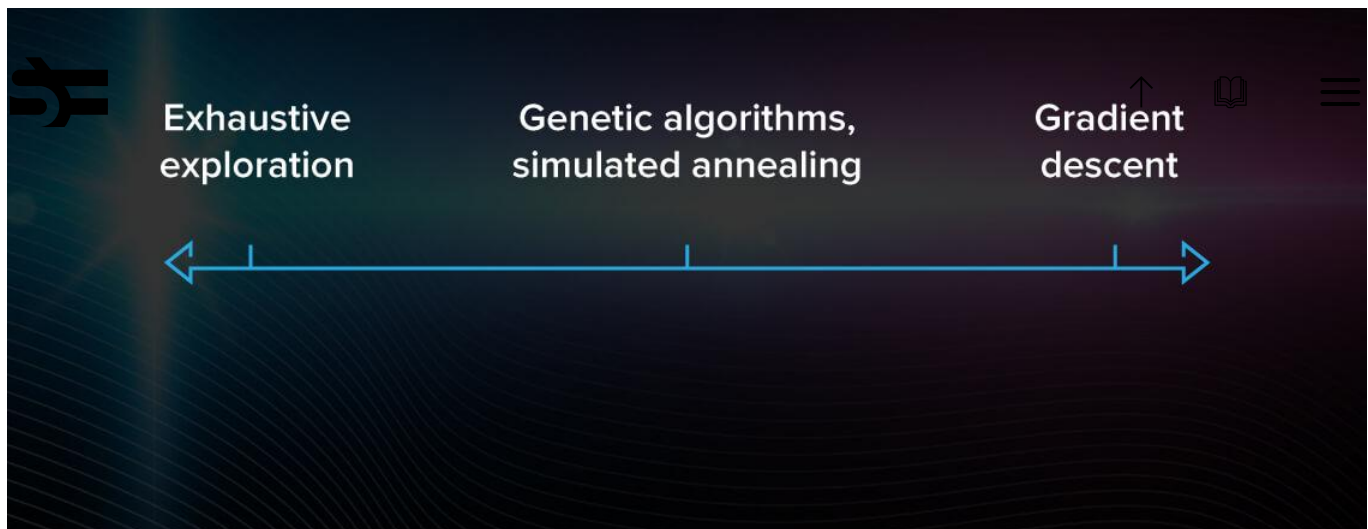 Exhaustive
exploration
Genetic algorithms,
simulated annealing
Gradient
descent